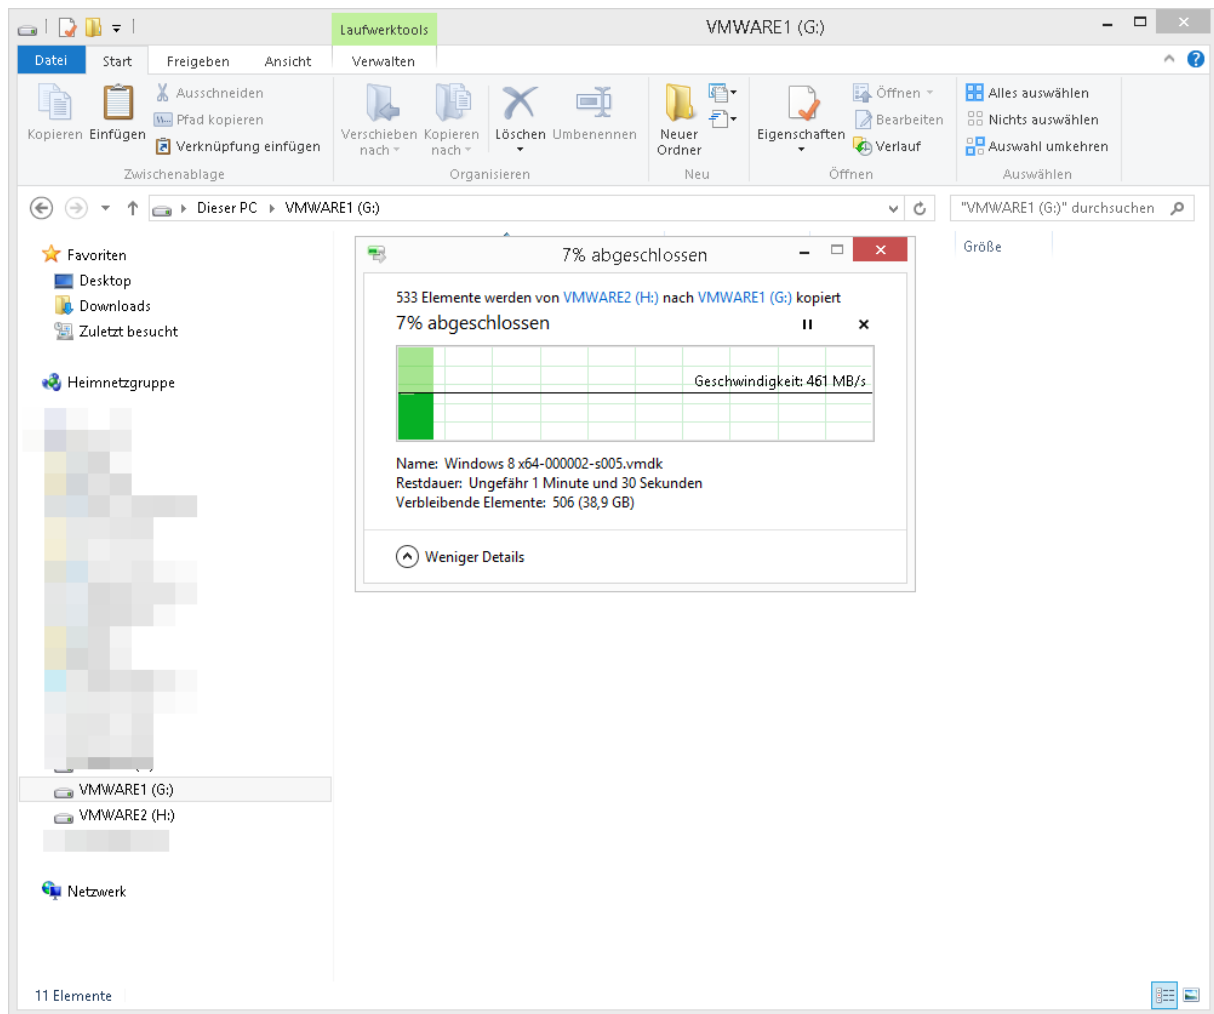 Laufwerktools
VMWARE1 (G:)
Datei Start Freigeben Ansicht Verwalten
Kopieren Einfügen
Ausschneiden
Pfad kopieren
Verknüpfung einfügen
Zwischenablage
Verschieben nach
Kopieren nach
Löschen Umbenennen
Organisieren
Neuer Ordner
Neu
Eigenschaften
Öffnen
Bearbeiten
Verlauf
Öffnen
Alles auswählen
Nichts auswählen
Auswahl umkehren
Auswählen
Dieser PC VMWARE1 (G:)
"VMWARE1 (G:)" durchsuchen
Größe
Favoriten
Desktop
Downloads
Zuletzt besucht
Heimnetzgruppe
VMWARE1 (G:)
VMWARE2 (H:)
Netzwerk
7% abgeschlossen
533 Elemente werden von VMWARE2 (H:) nach VMWARE1 (G:) kopiert
7% abgeschlossen
Geschwindigkeit: 461 MB/s
Name: Windows 8 x64-000002-s005.vmdk
Restdauer: Ungefähr 1 Minute und 30 Sekunden
Verbleibende Elemente: 506 (38,9 GB)
Weniger Details
11 Elemente